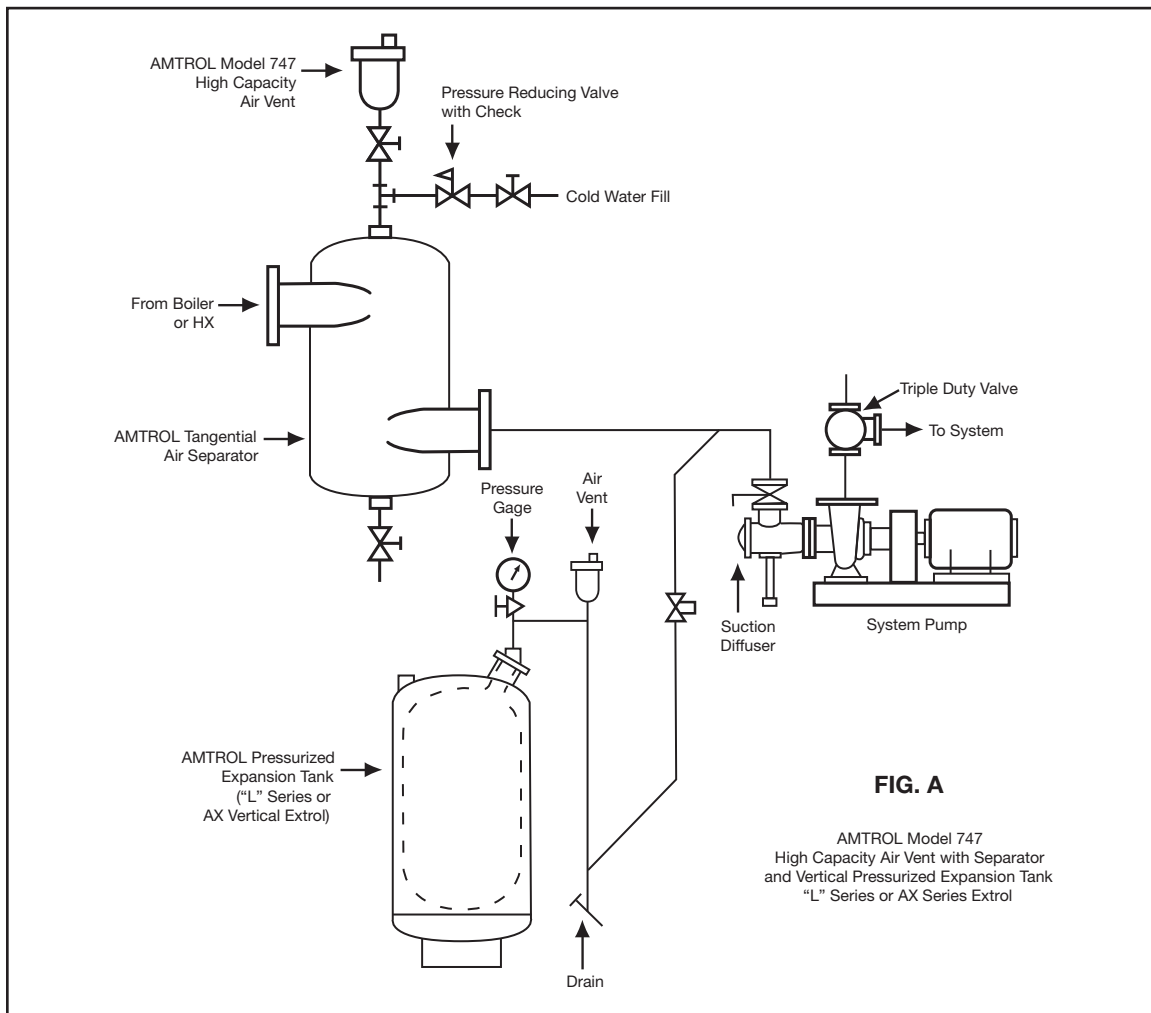 AMTROL Model 747
High Capacity
Air Vent
Pressure Reducing Valve
with Check
Cold Water Fill
From Boiler
or HX
Triple Duty Valve
To System
AMTROL Tangential
Air Separator
Pressure
Gage
Air
Vent
Suction
Diffuser
System Pump
AMTROL Pressurized
Expansion Tank
(“L” Series or
AX Vertical Extrol)
FIG. A
AMTROL Model 747
High Capacity Air Vent with Separator
and Vertical Pressurized Expansion Tank
“L” Series or AX Series Extrol
Drain